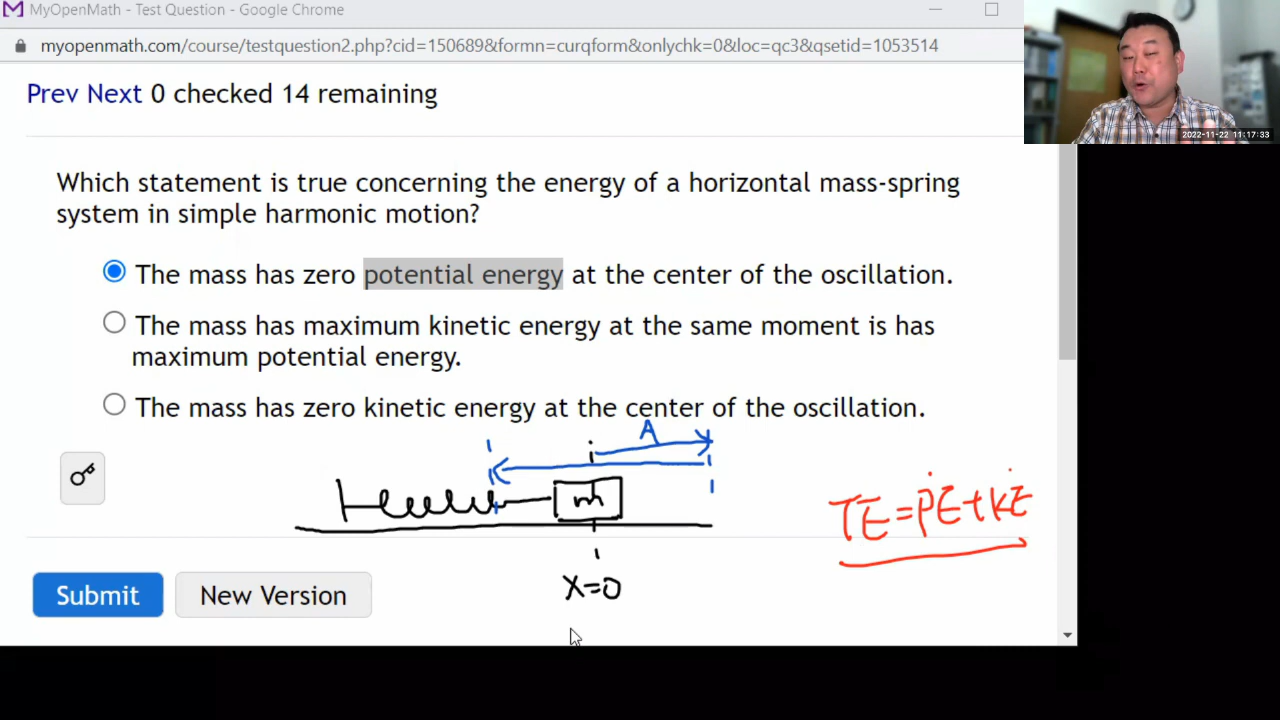 MyOpenMath - Test Question - Google Chrome
myopenmath.com/course/testquestion2.php?cid=150689&formn=curqform&onlychk=0&loc=qc3&qsetid=1053514
2022-11-22 11:17:33
Prev Next 0 checked 14 remaining
Which statement is true concerning the energy of a horizontal mass-spring
system in simple harmonic motion?
The mass has zero potential energy at the center of the oscillation.
The mass has maximum kinetic energy at the same moment is has
maximum potential energy.
The mass has zero kinetic energy at the center of the oscillation.
A
m
TE=PE+KE
x=0
Submit New Version